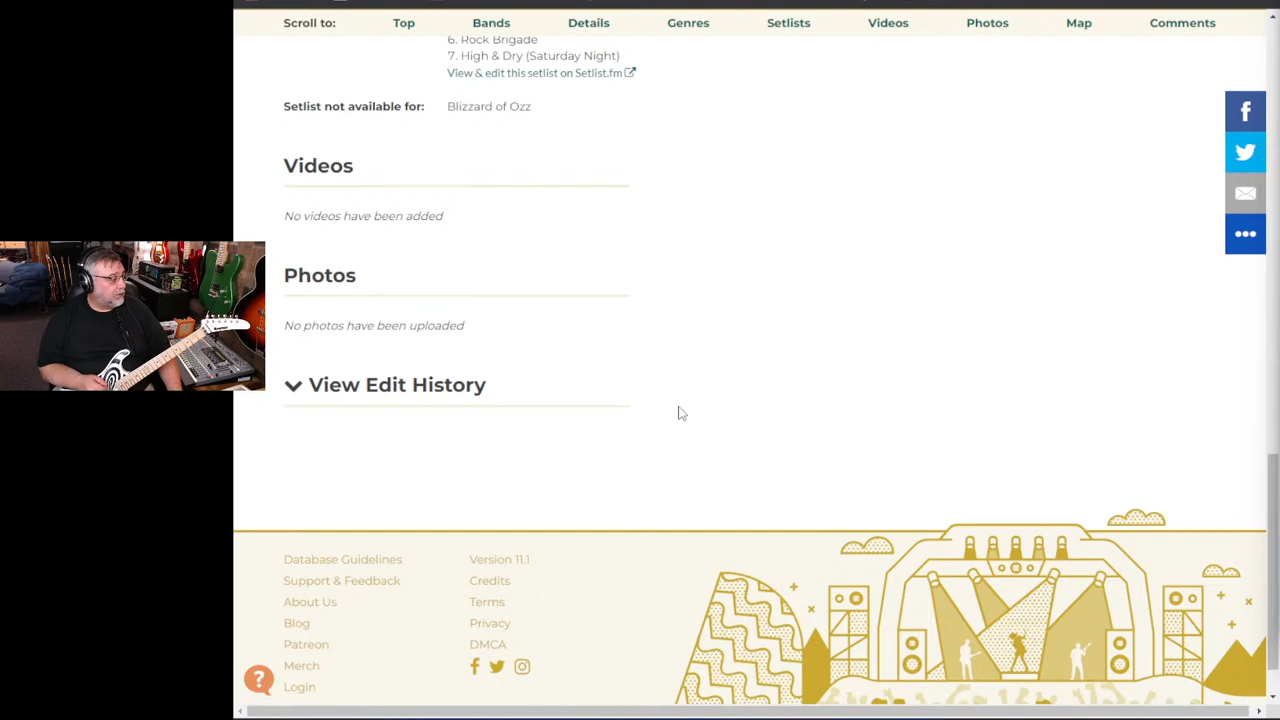 Scroll to: Top Bands Details Genres Setlists Videos Photos Map Comments
6. Rock Brigade
7. High & Dry (Saturday Night)
View & edit this setlist on Setlist.fm
Setlist not available for: Blizzard of Ozz
Videos
No videos have been added
Photos
No photos have been uploaded
View Edit History
Database Guidelines
Support & Feedback
About Us
Blog
Patreon
Merch
Login
Version 11.1
Credits
Terms
Privacy
DMCA
?